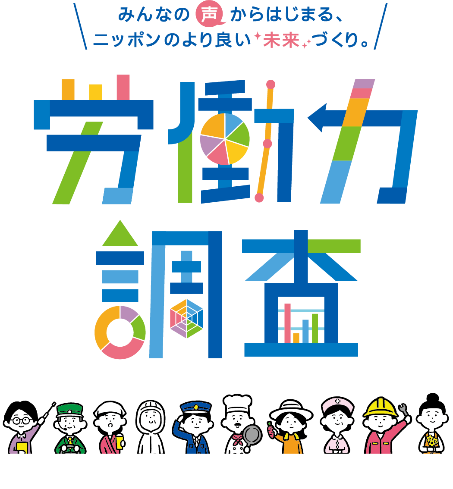 みんなの声からはじまる、
ニッポンのより良い未来づくり。
労働力
調査